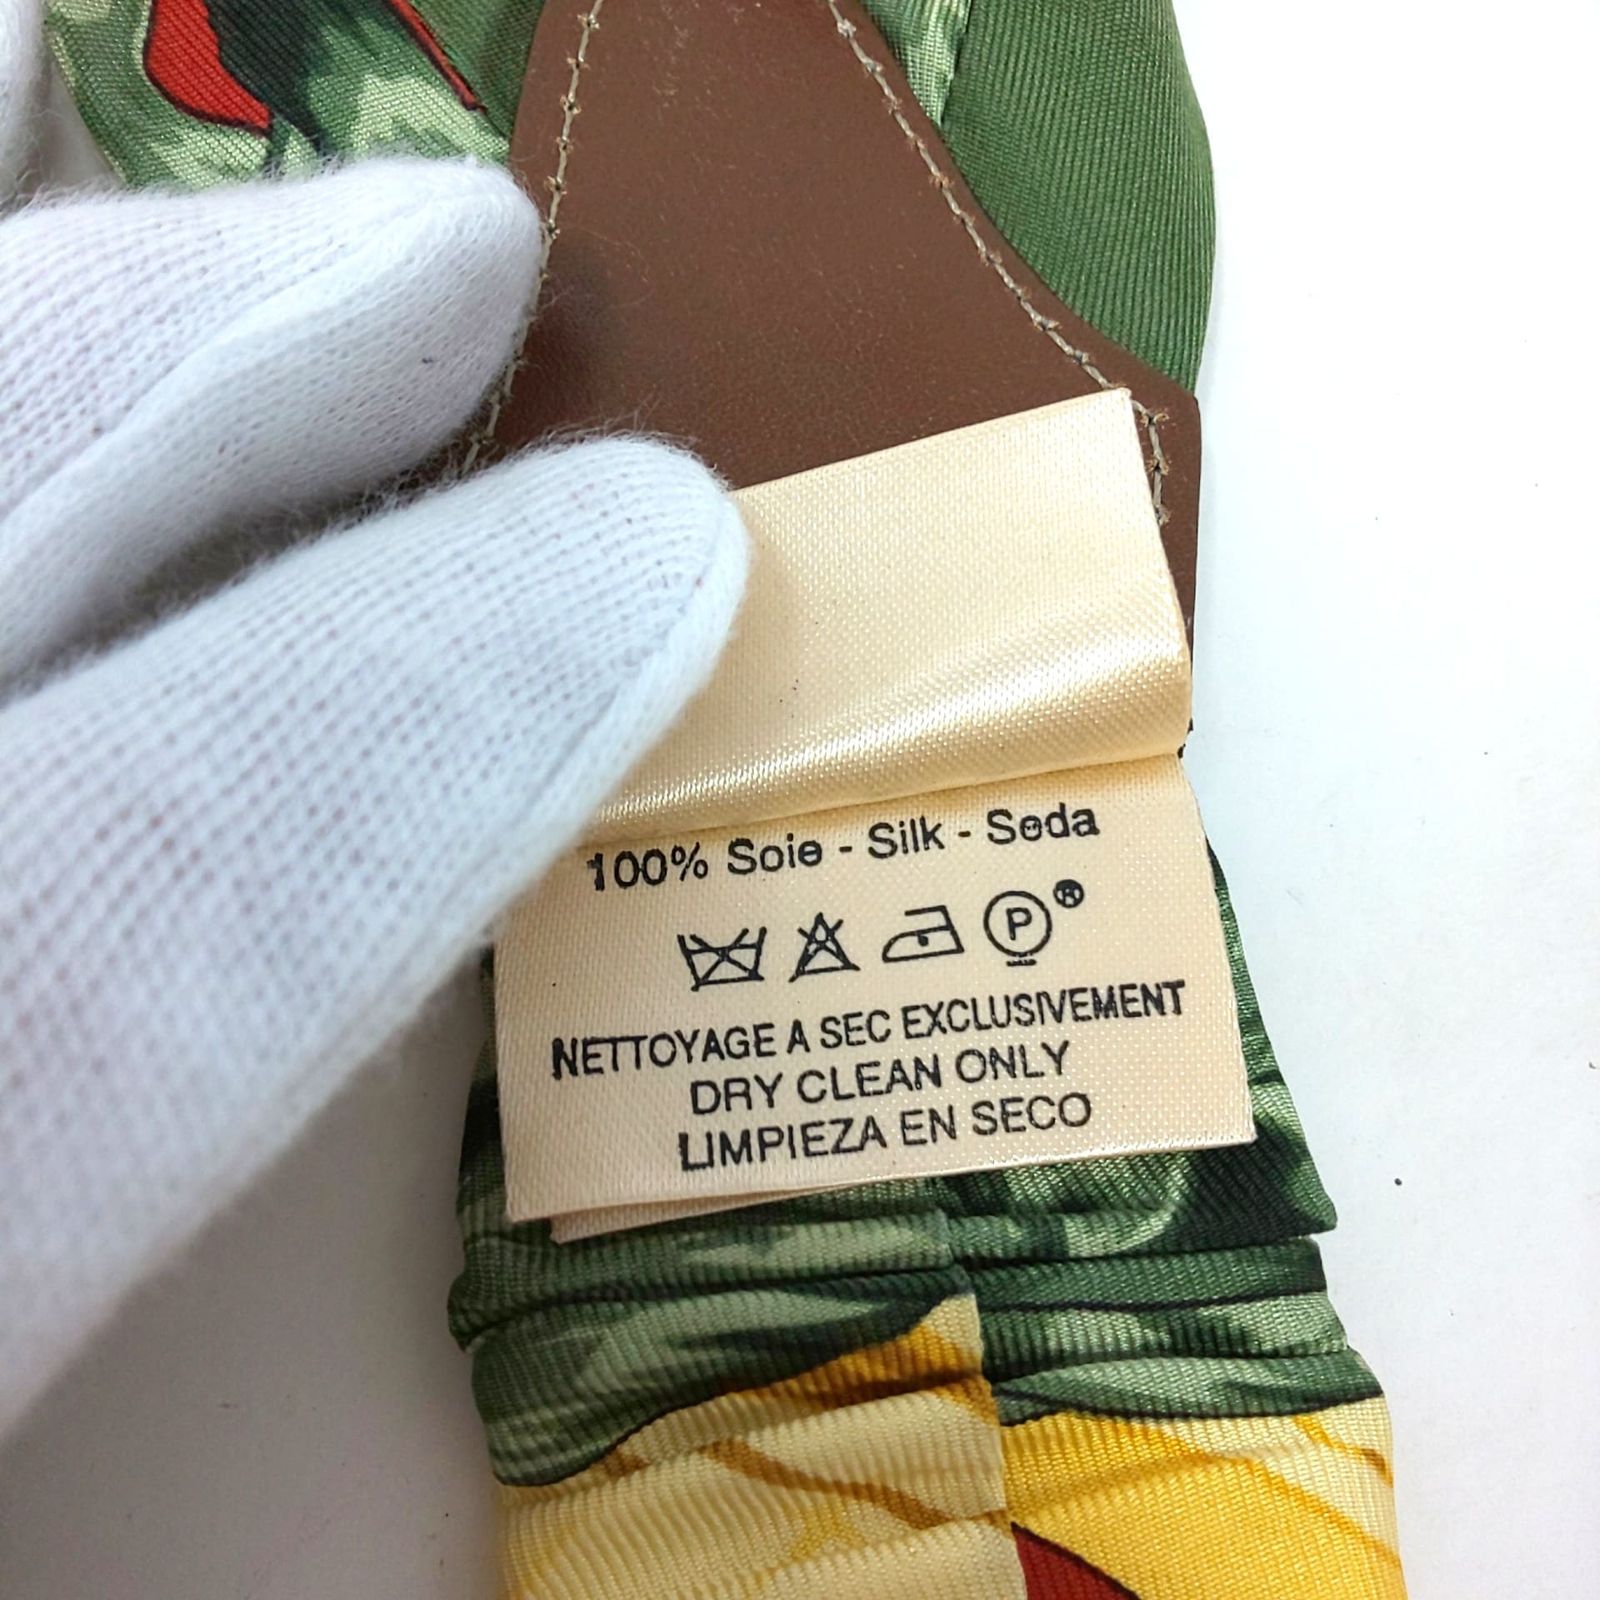 100% Soie - Silk - Seda
P®
NETTOYAGE A SEC EXCLUSIVEMENT
DRY CLEAN ONLY
LIMPIEZA EN SECO